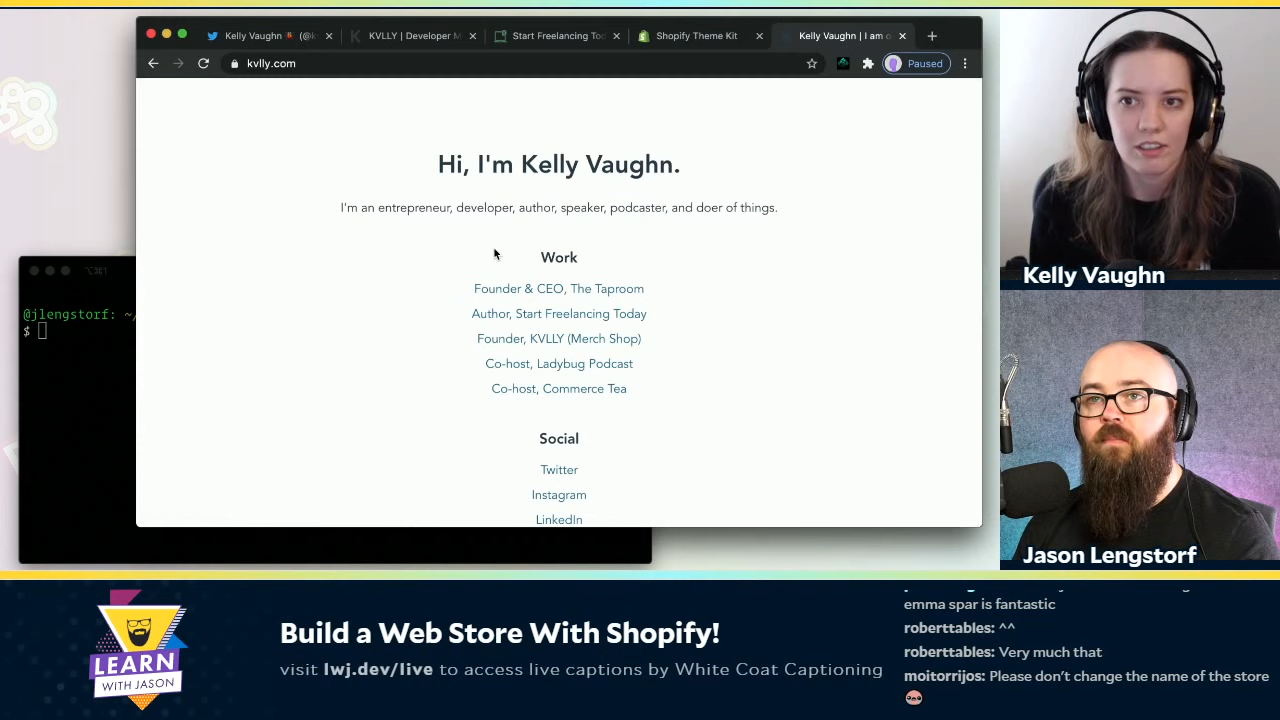 Kelly Vaughn
KVLLY | Developer M
Start Freelancing Tod
Shopify Theme Kit
Kelly Vaughn | I am
kvlly.com
Paused
Hi, I'm Kelly Vaughn.
I'm an entrepreneur, developer, author, speaker, podcaster, and doer of things.
Work
Founder & CEO, The Taproom
Author, Start Freelancing Today
Founder, KVLLY (Merch Shop)
Co-host, Ladybug Podcast
Co-host, Commerce Tea
Social
Twitter
Instagram
LinkedIn
⌥⌘1
@jlengstorf: ~/
$
Kelly Vaughn
Jason Lengstorf
LEARN
WITH JASON
Build a Web Store With Shopify!
visit lwj.dev/live to access live captions by White Coat Captioning
emma spar is fantastic
roberttables: ^^
roberttables: Very much that
moitorrijos: Please don't change the name of the store